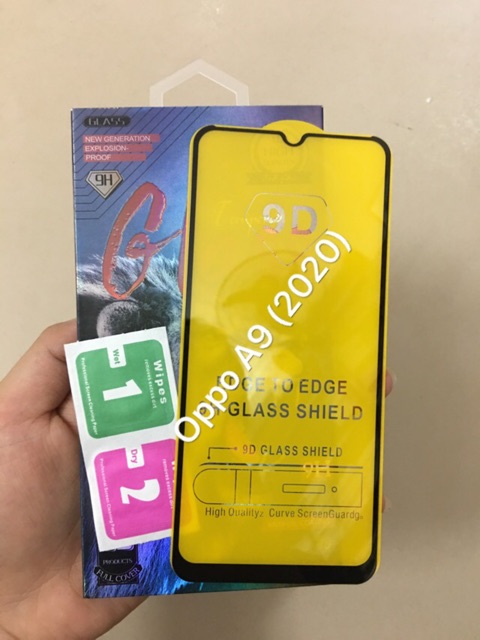 GLASS
NEW GENERATION
EXPLOSION-
PROOF
9H
9D
Oppo A9 (2020)
EDGE TO EDGE
GLASS SHIELD
9D GLASS SHIELD
High Quality Curve ScreenGuard
Wipes
Wet
1
Dry
2
PRODUCTS
FULL COVER